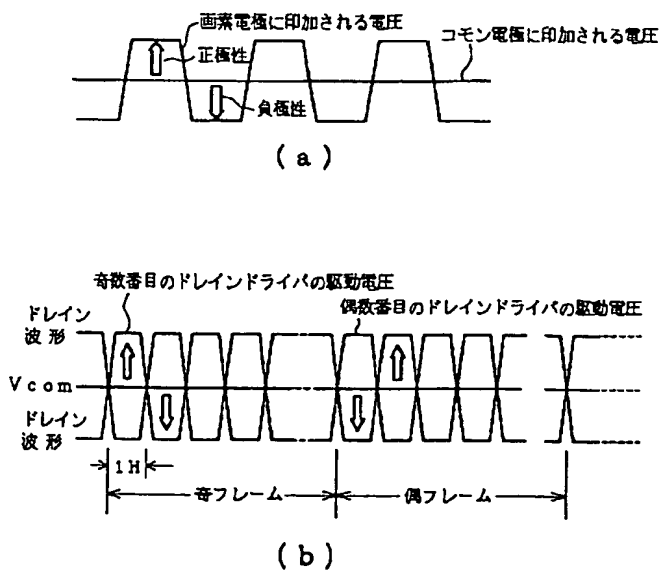 画素電極に印加される電圧
コモン電極に印加される電圧
正極性
負極性
(a)
奇数番目のドレインドライバの駆動電圧
偶数番目のドレインドライバの駆動電圧
ドレイン
波形
Vcom
ドレイン
波形
1H
奇フレーム
偶フレーム
(b)